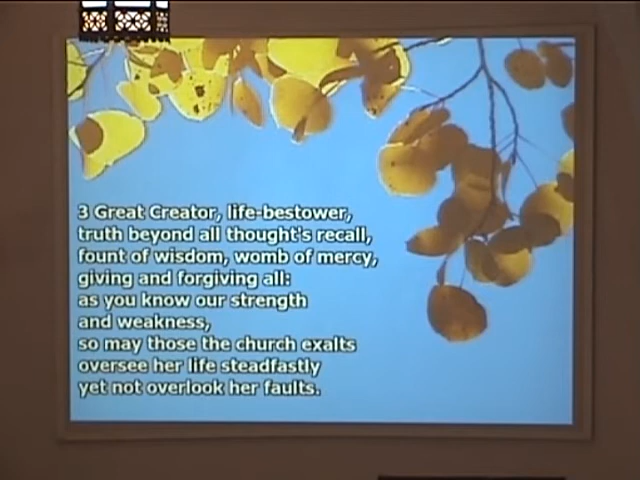 3 Great Creator, life-bestower,
truth beyond all thought's recall,
fount of wisdom, womb of mercy,
giving and forgiving all:
as you know our strength
and weakness,
so may those the church exalts
oversee her life steadfastly
yet not overlook her faults.